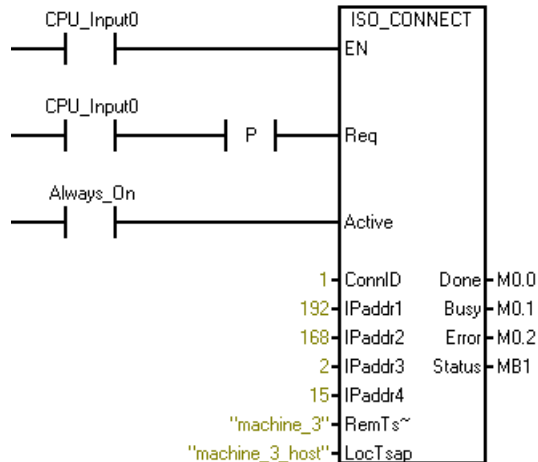 CPU_Input0 ISO_CONNECT
EN
CPU_Input0
P Req
Always_On
Active
1 ConnID Done M0.0
192 IPaddr1 Busy M0.1
168 IPaddr2 Error M0.2
2 IPaddr3 Status MB1
15 IPaddr4
"machine_3" RemTs~
"machine_3_host" LocTsap